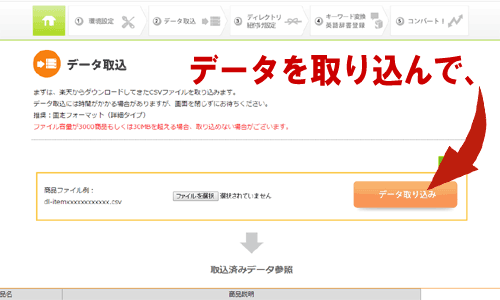 ① 環境設定
② データ取込
③ ディレクトリ
紐付け設定
④ キーワード変換
英語辞書登録
⑤ コンバート！
データ取込
データを取り込んで、
まずは、楽天からダウンロードしてきたCSVファイルを取り込みます。
データ取込には時間がかかる場合がありますが、画面を閉じずにお待ちください。
推奨：固定フォーマット（詳細タイプ）
ファイル容量が3000商品もしくは30MBを超える場合、取り込めない場合がございます。
商品ファイル例：
dl-itemxxxxxxxxxxxx.csv
ファイルを選択 選択されていません
データ取り込み
取込済みデータ参照
品名 商品説明